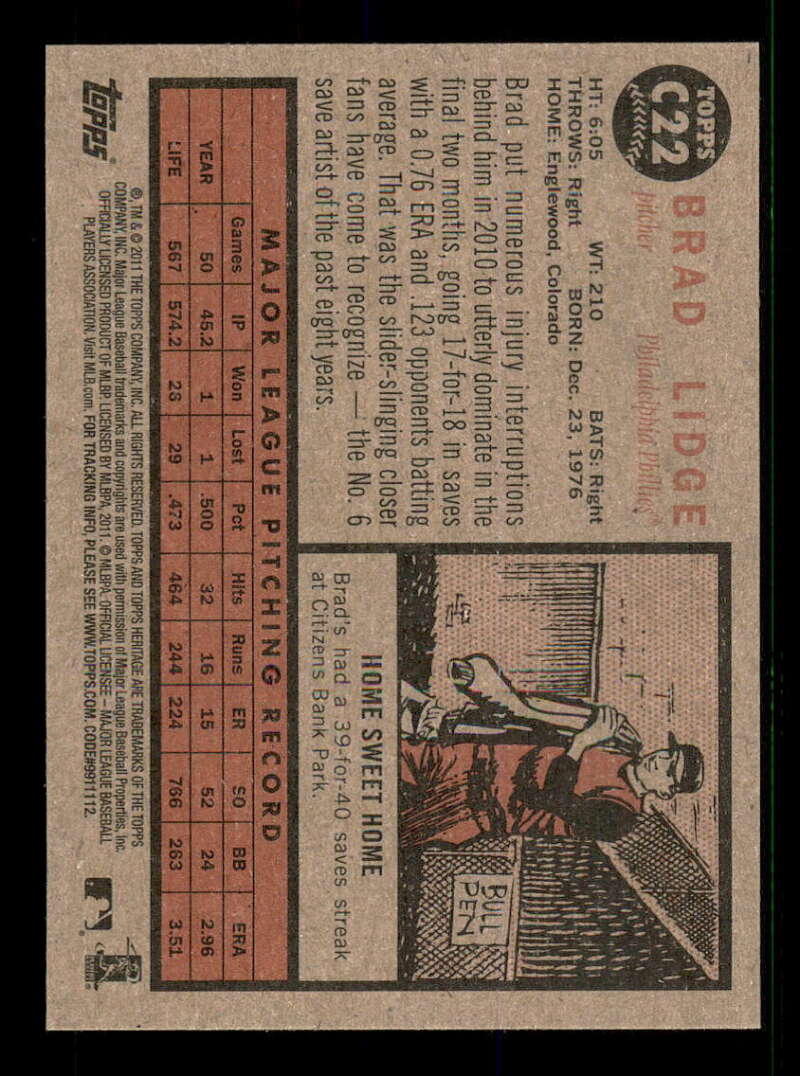 TOPPS
C22
BRAD LIDGE
pitcher Philadelphia Phillies®
HT: 6:05 WT: 210 BATS: Right
THROWS: Right BORN: Dec. 23, 1976
HOME: Englewood, Colorado
Brad put numerous injury interruptions
behind him in 2010 to utterly dominate in the
final two months, going 17-for-18 in saves
with a 0.76 ERA and .123 opponents batting
average. That was the slider-slinging closer
fans have come to recognize — the No. 6
save artist of the past eight years.
BULL
PEN
HOME SWEET HOME
Brad's had a 39-for-40 saves streak
at Citizens Bank Park.
MAJOR LEAGUE PITCHING RECORD
Games IP Won Lost Pct Hits Runs ER SO BB ERA
YEAR 50 45.2 1 1 .500 32 16 15 52 24 2.96
LIFE 567 574.2 26 29 .473 464 244 224 766 263 3.51
topps®
®, TM & © 2011 THE TOPPS COMPANY, INC. ALL RIGHTS RESERVED. TOPPS AND TOPPS HERITAGE ARE TRADEMARKS OF THE TOPPS
COMPANY, INC. Major League Baseball trademarks and copyrights are used with permission of Major League Baseball Properties, Inc.
OFFICIALLY LICENSED PRODUCT OF MLBP. LICENSED BY MLBPA, 2011. © MLBPA, OFFICIAL LICENSEE – MAJOR LEAGUE BASEBALL
PLAYERS ASSOCIATION. Visit MLB.com. FOR TRACKING INFO, PLEASE SEE WWW.TOPPS.COM. CODE#9911112